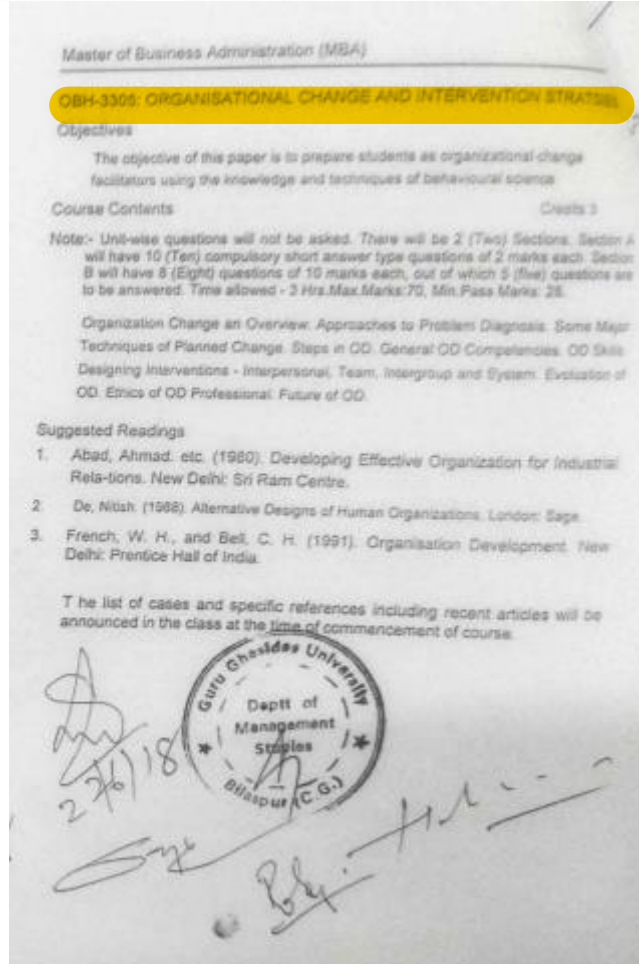 Master of Business Administration (MBA)
OBH-3306: ORGANISATIONAL CHANGE AND INTERVENTION
Objectives
The objective of this paper is to prepare students as organizational change
facilitators using the knowledge and techniques of behavioural science
Course Contents Credits 3
Note:- Unit-wise questions will not be asked. There will be 2 (Two) Sections. Section A
will have 10 (Ten) compulsory short answer type questions of 2 marks each. Section
B will have 8 (Eight) questions of 10 marks each, out of which 5 (five) questions are
to be answered. Time allowed - 3 Hrs.Max.Marks:70, Min.Pass Marks: 28.
Organization Change an Overview. Approaches to Problem Diagnosis. Some Major
Techniques of Planned Change. Steps in OD. General OD Competencies. OD Skills.
Designing Interventions - Interpersonal, Team, Intergroup and System. Evaluation of
OD. Ethics of OD Professional. Future of OD.
Suggested Readings
1. Abad, Ahmad. etc. (1980). Developing Effective Organization for Industrial
Rela-tions. New Delhi: Sri Ram Centre.
2. De, Nitish. (1988). Alternative Designs of Human Organizations. London: Sage.
3. French, W. H., and Bell, C. H. (1991). Organisation Development. New
Delhi: Prentice Hall of India.
T he list of cases and specific references including recent articles will be
announced in the class at the time of commencement of course.
Guru Ghasidas University
Deptt of
Management
Studies
Bilaspur (C.G.)